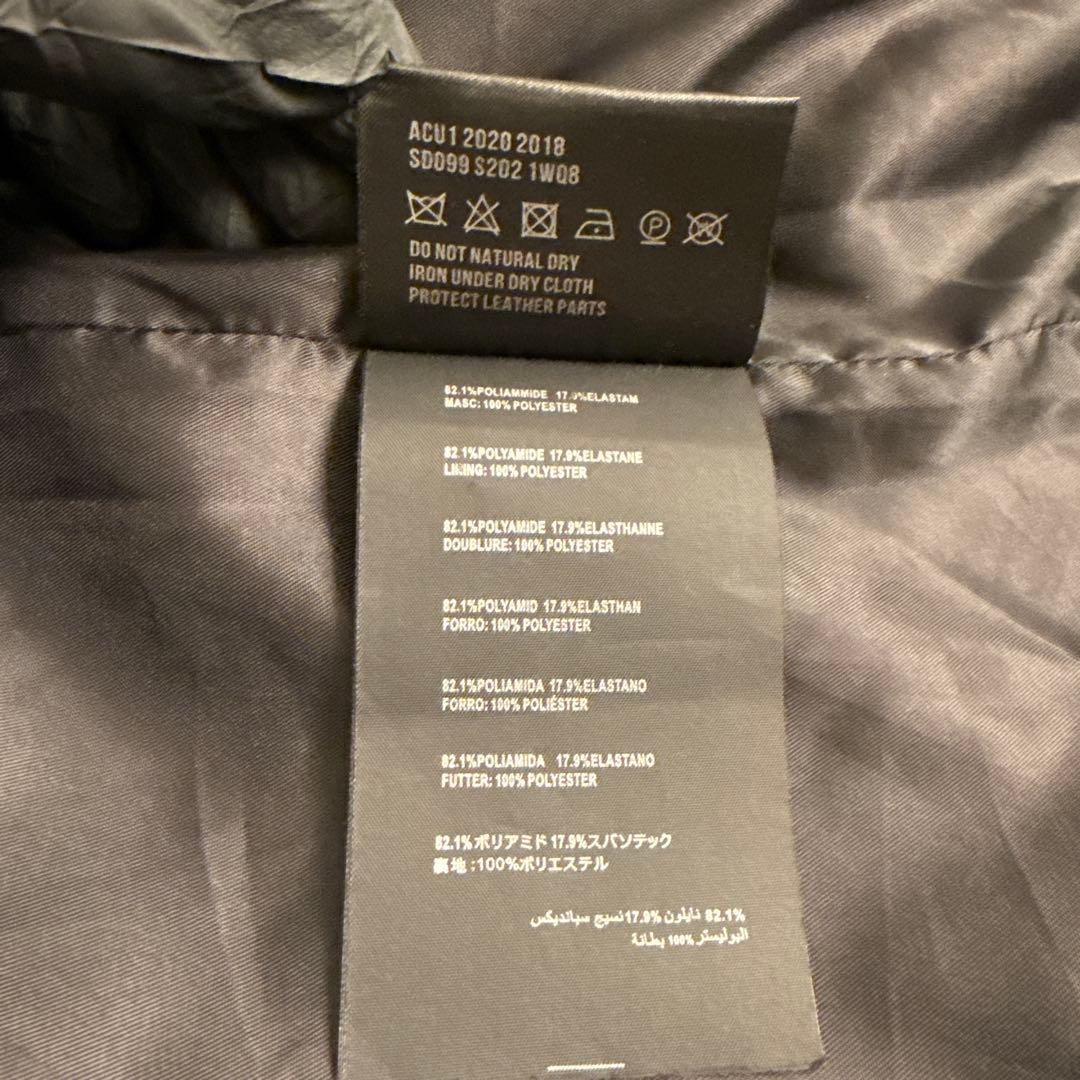 ACU1 2020 2018
SD099 S202 1WQ8
P
DO NOT NATURAL DRY
IRON UNDER DRY CLOTH
PROTECT LEATHER PARTS
82.1%POLIAMMIDE 17.9%ELASTAM
MASC: 100% POLYESTER
82.1%POLYAMIDE 17.9%ELASTANE
LINING: 100% POLYESTER
82.1%POLYAMIDE 17.9%ELASTHANNE
DOUBLURE: 100% POLYESTER
82.1%POLYAMID 17.9%ELASTHAN
FORRO: 100% POLYESTER
82.1%POLIAMIDA 17.9%ELASTANO
FORRO: 100% POLIÉSTER
82.1%POLIAMIDA 17.9%ELASTANO
FUTTER: 100% POLYESTER
82.1%ポリアミド 17.9%スパソテック
裏地;100%ポリエステル
82.1% نايلون 17.9%نسيج سبانديكس
البوليستر 100% بطانة